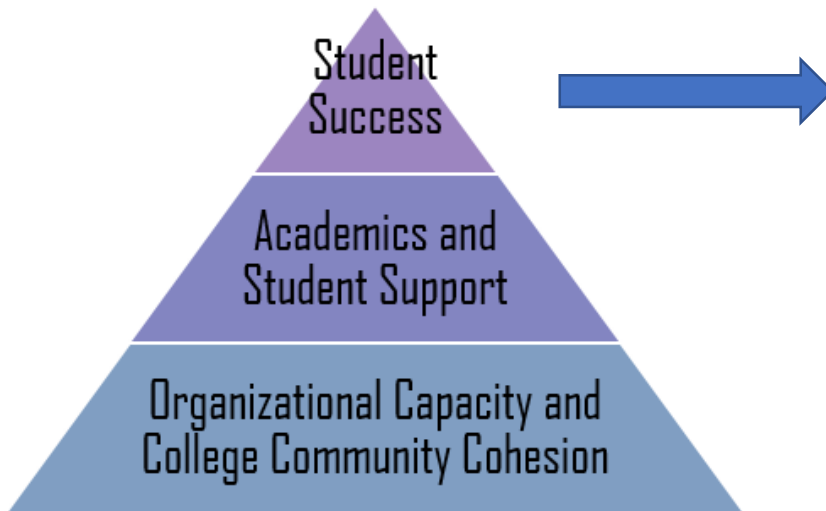 Student
Success
Academics and
Student Support
Organizational Capacity and
College Community Cohesion